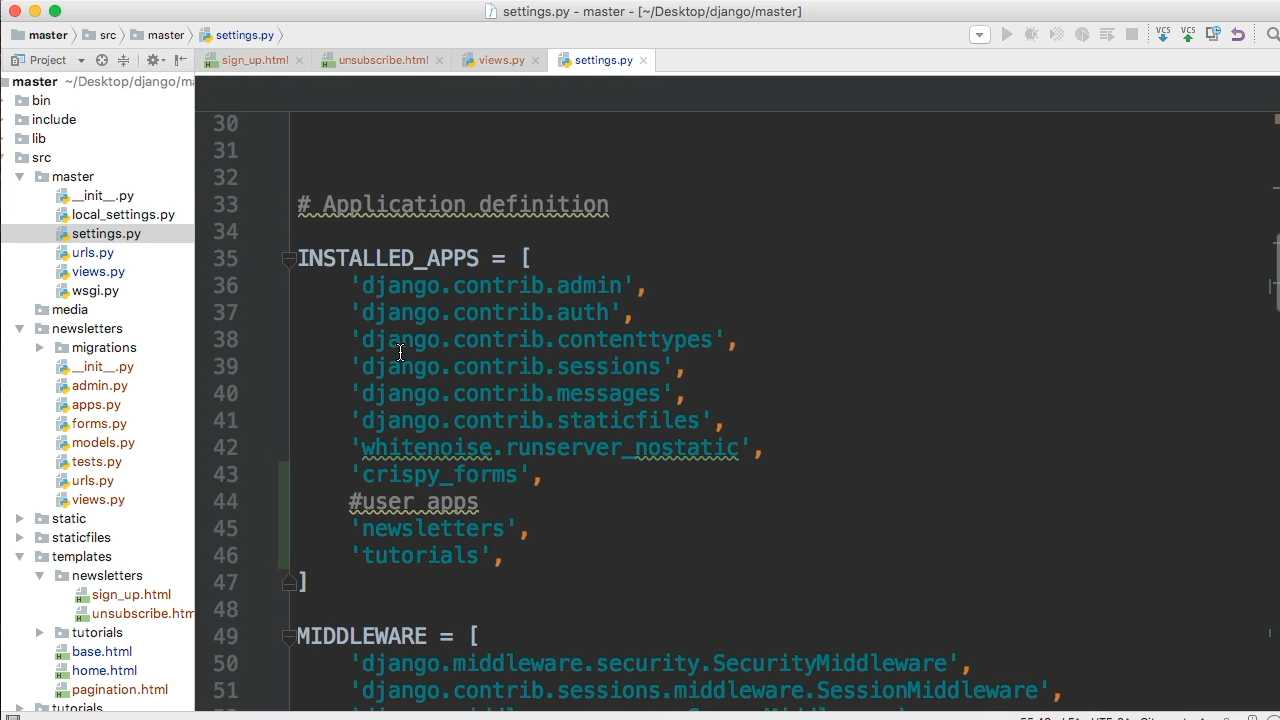 settings.py - master - [~/Desktop/django/master]
master src master settings.py
Project sign_up.html unsubscribe.html views.py settings.py
master ~/Desktop/django/ma
bin
include
lib
src
master
__init__.py
local_settings.py
settings.py
urls.py
views.py
wsgi.py
media
newsletters
migrations
__init__.py
admin.py
apps.py
forms.py
models.py
tests.py
urls.py
views.py
static
staticfiles
templates
newsletters
sign_up.html
unsubscribe.htm
tutorials
base.html
home.html
pagination.html
tutorials
30
31
32
33 # Application definition
34
35 INSTALLED_APPS = [
36 'django.contrib.admin',
37 'django.contrib.auth',
38 'django.contrib.contenttypes',
39 'django.contrib.sessions',
40 'django.contrib.messages',
41 'django.contrib.staticfiles',
42 'whitenoise.runserver_nostatic',
43 'crispy_forms',
44 #user apps
45 'newsletters',
46 'tutorials',
47 ]
48
49 MIDDLEWARE = [
50 'django.middleware.security.SecurityMiddleware',
51 'django.contrib.sessions.middleware.SessionMiddleware',